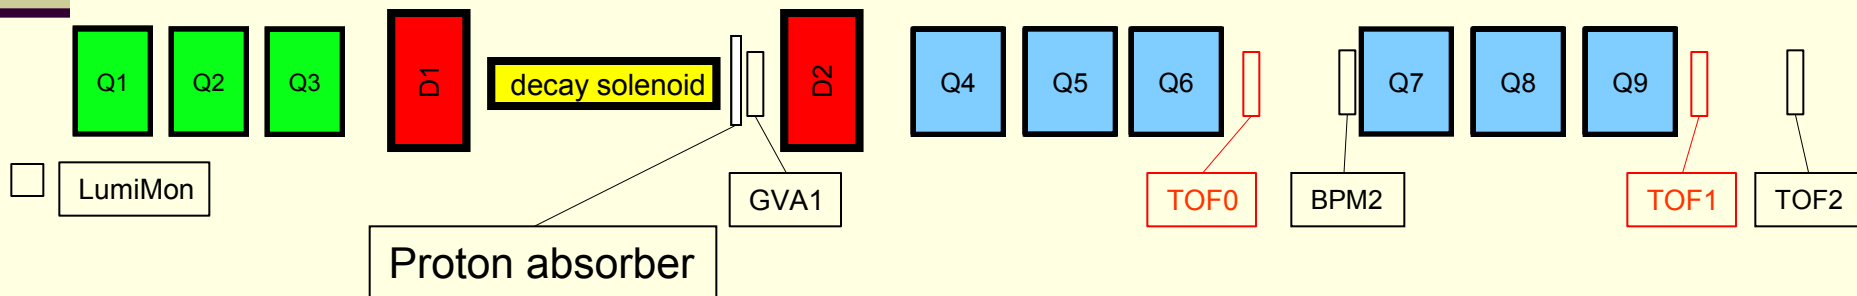 Q1 Q2 Q3 D1 decay solenoid D2 Q4 Q5 Q6 Q7 Q8 Q9
LumiMon GVA1 TOF0 BPM2 TOF1 TOF2
Proton absorber